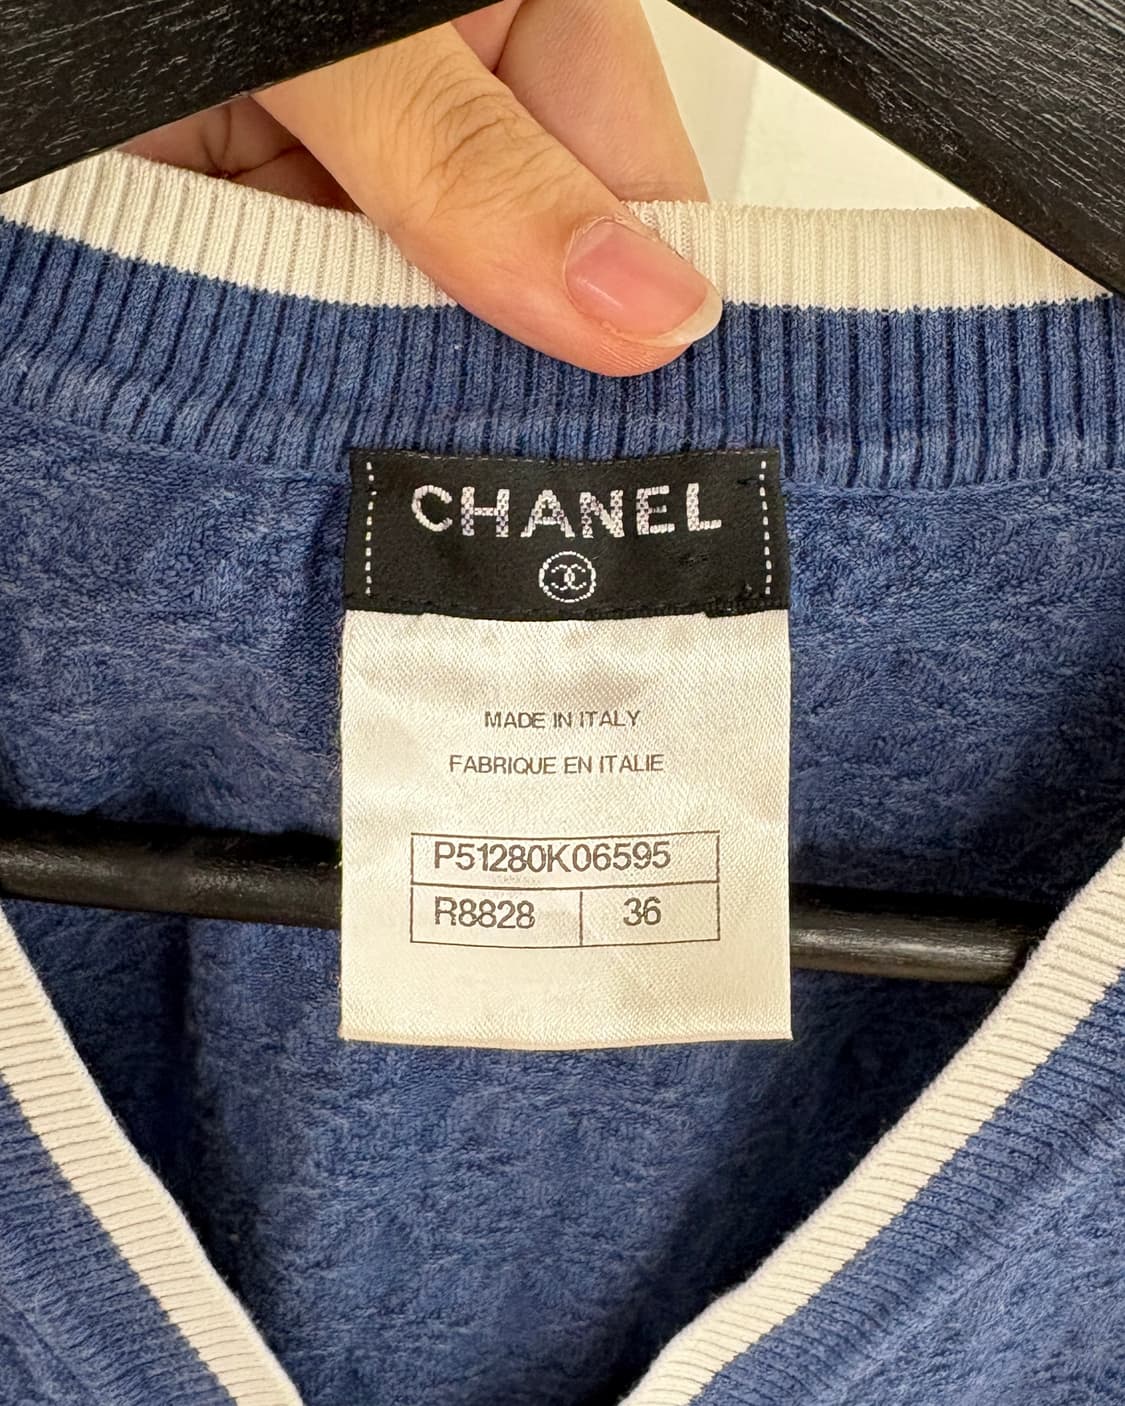 CHANEL
MADE IN ITALY
FABRIQUE EN ITALIE
P51280K06595
R8828 36